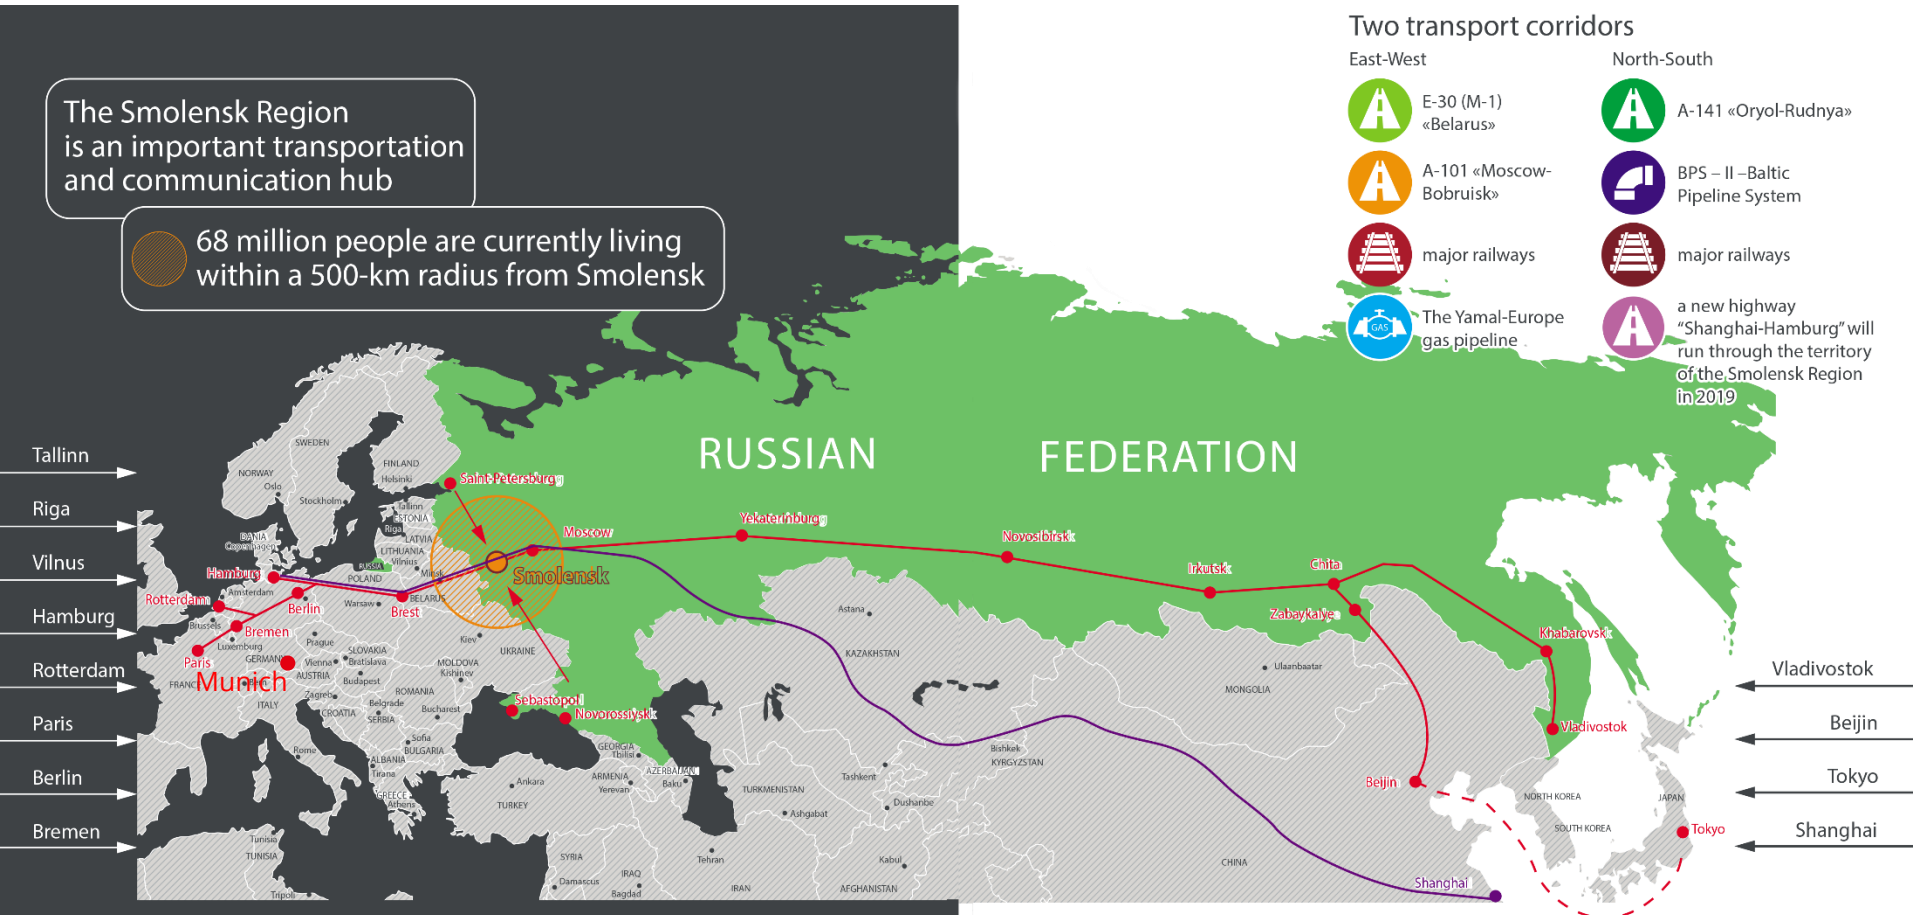 The Smolensk Region
is an important transportation
and communication hub
68 million people are currently living
within a 500-km radius from Smolensk
Two transport corridors
East-West
E-30 (M-1)
«Belarus»
A-101 «Moscow-
Bobruisk»
major railways
GAS
The Yamal-Europe
gas pipeline
North-South
A-141 «Oryol-Rudnya»
BPS – II –Baltic
Pipeline System
major railways
a new highway
“Shanghai-Hamburg” will
run through the territory
of the Smolensk Region
in 2019
RUSSIAN
FEDERATION
Tallinn
Riga
Vilnus
Hamburg
Rotterdam
Paris
Berlin
Bremen
Vladivostok
Beijin
Tokyo
Shanghai
SWEDEN
NORWAY
Oslo
FINLAND
Helsinki
Stockholm
Saint-Petersburg
Tallinn
ESTONIA
Riga
LATVIA
LITHUANIA
Vilnius
DANIA
Copenhagen
RUSSIA
Minsk
BELARUS
Moscow
Smolensk
Yekaterinburg
Novosibirsk
Irkutsk
Chita
Zabaykalye
Khabarovsk
Vladivostok
Hamburg
POLAND
Amsterdam
Rotterdam
Berlin
Warsaw
Brest
Brussels
Bremen
Luxemburg
Prague
Kiev
UKRAINE
Paris
GERMANY
Vienna
SLOVAKIA
Bratislava
MOLDOVA
Kishinev
Munich
FRANCE
Bern
AUSTRIA
Budapest
Zagreb
ROMANIA
ITALY
CROATIA
Belgrade
SERBIA
Bucharest
Sebastopol
Novorossiysk
Rome
Sofia
BULGARIA
ALBANIA
Tirana
GREECE
Athens
GEORGIA
Tbilisi
ARMENIA
Yerevan
AZERBAIJAN
Baku
Ankara
TURKEY
Astana
KAZAKHSTAN
Ulaanbaatar
MONGOLIA
Bishkek
KYRGYZSTAN
Tashkent
TURKMENISTAN
Ashgabat
Dushanbe
Beijin
NORTH KOREA
SOUTH KOREA
JAPAN
Tokyo
Tunisia
TUNISIA
Tripoli
SYRIA
Damascus
IRAQ
Bagdad
Tehran
IRAN
Kabul
AFGHANISTAN
CHINA
Shanghai